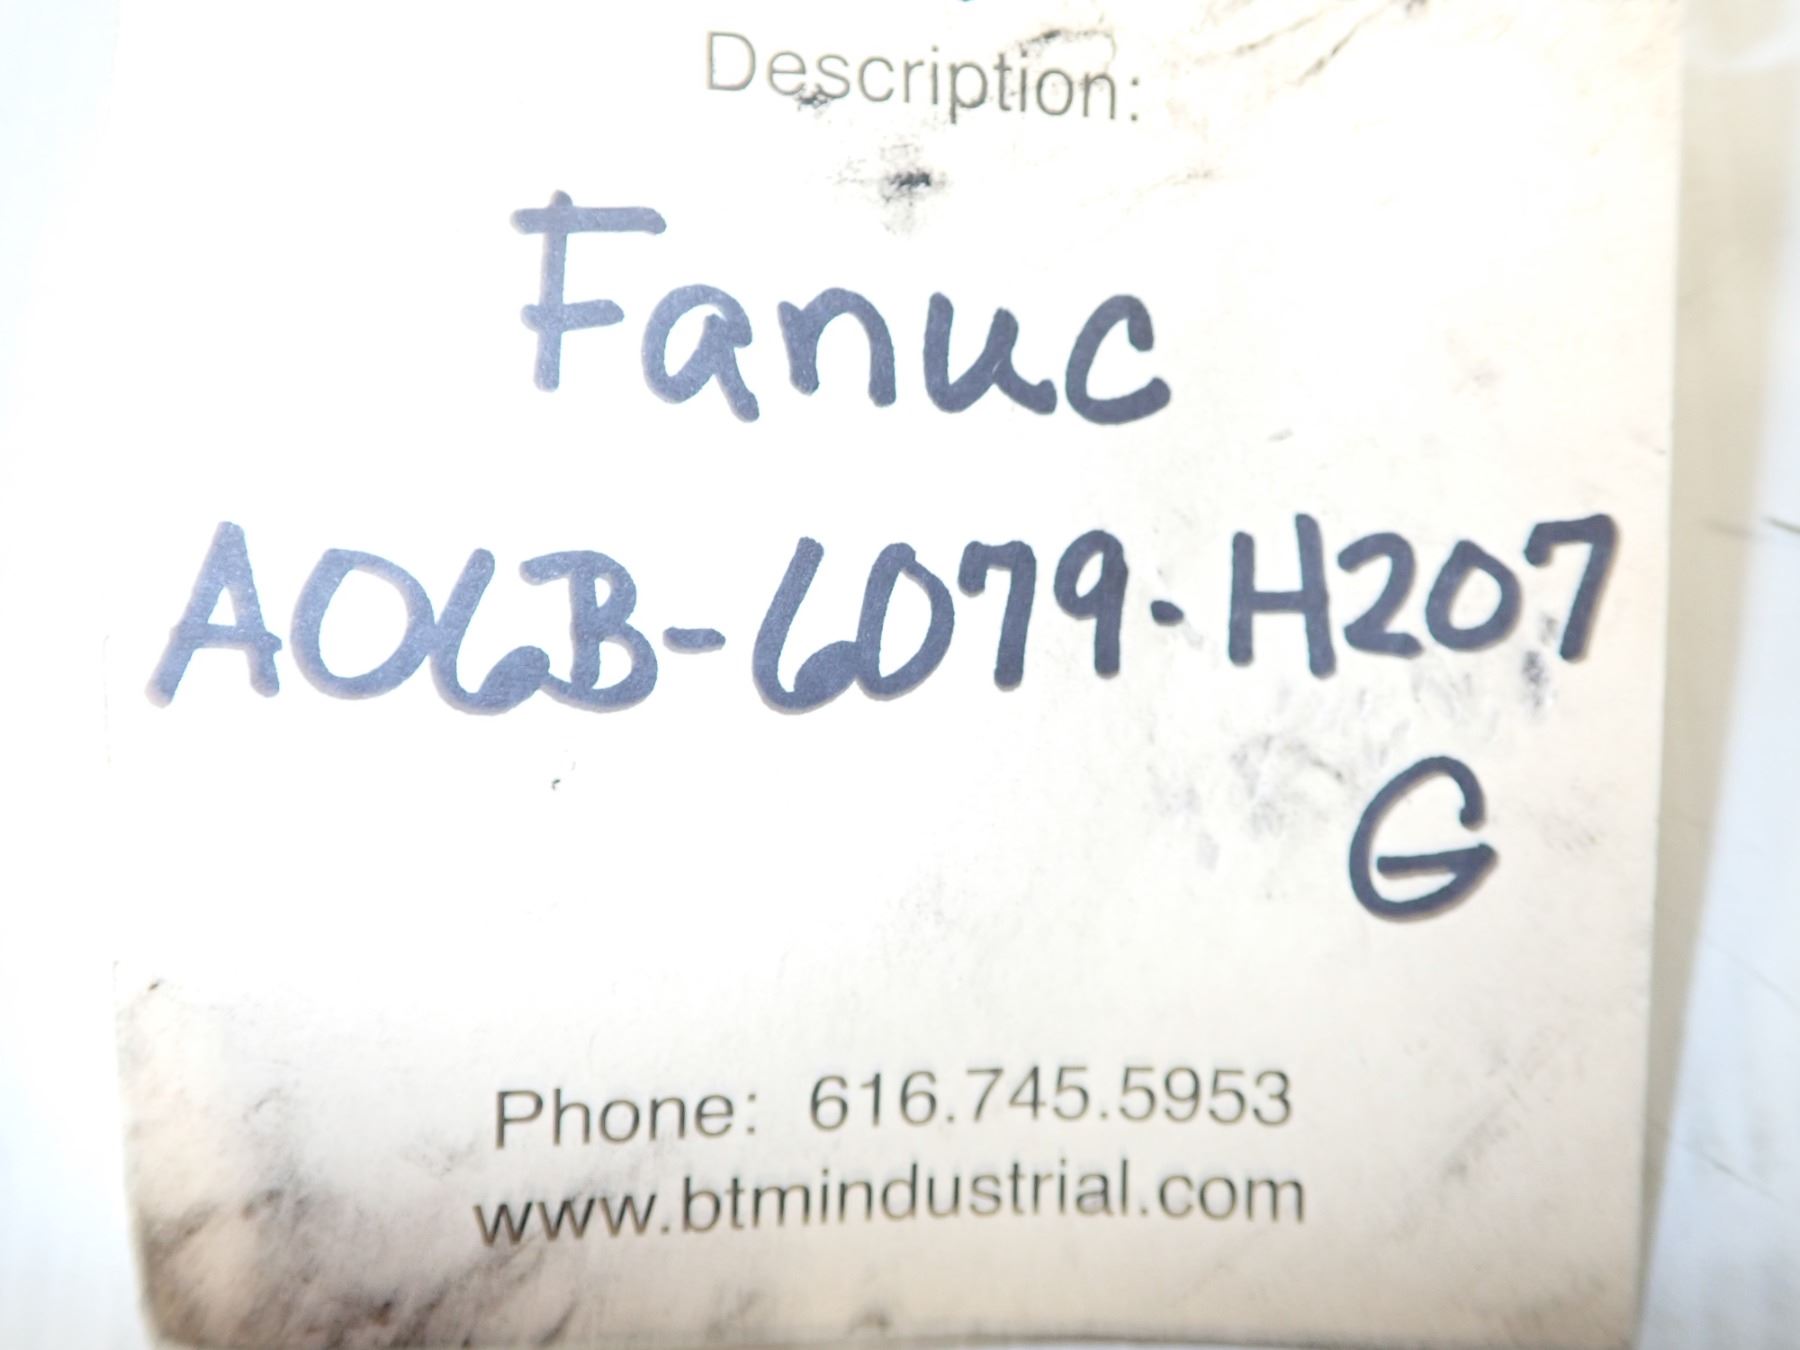 Description:
Fanuc
A06B-6079-H207
G
Phone: 616.745.5953
www.btmindustrial.com